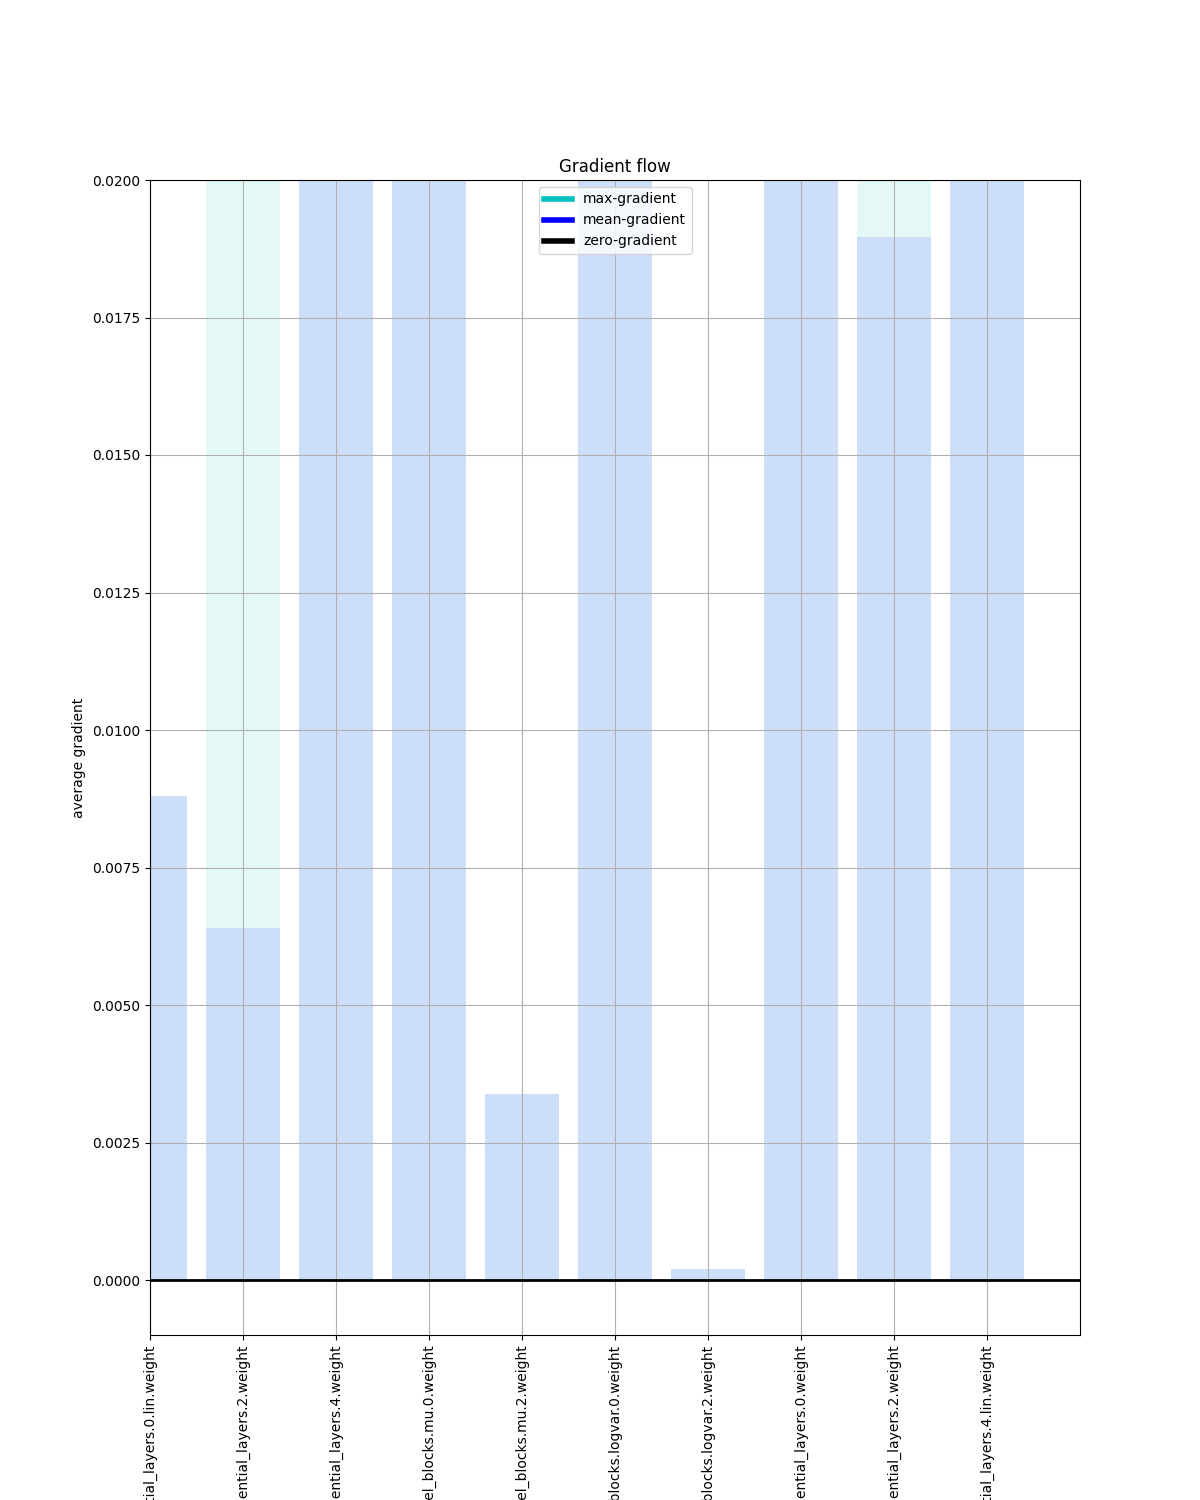 Gradient flow
max-gradient
mean-gradient
zero-gradient
0.0200
0.0175
0.0150
0.0125
0.0100
0.0075
0.0050
0.0025
0.0000
average gradient
tial_layers.0.lin.weight
ential_layers.2.weight
ential_layers.4.weight
el_blocks.mu.0.weight
el_blocks.mu.2.weight
blocks.logvar.0.weight
blocks.logvar.2.weight
ential_layers.0.weight
ential_layers.2.weight
tial_layers.4.lin.weight